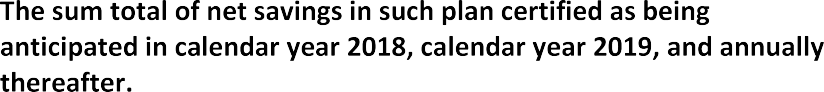 The sum total of net savings in such plan certified as being
anticipated in calendar year 2018, calendar year 2019, and annually
thereafter.